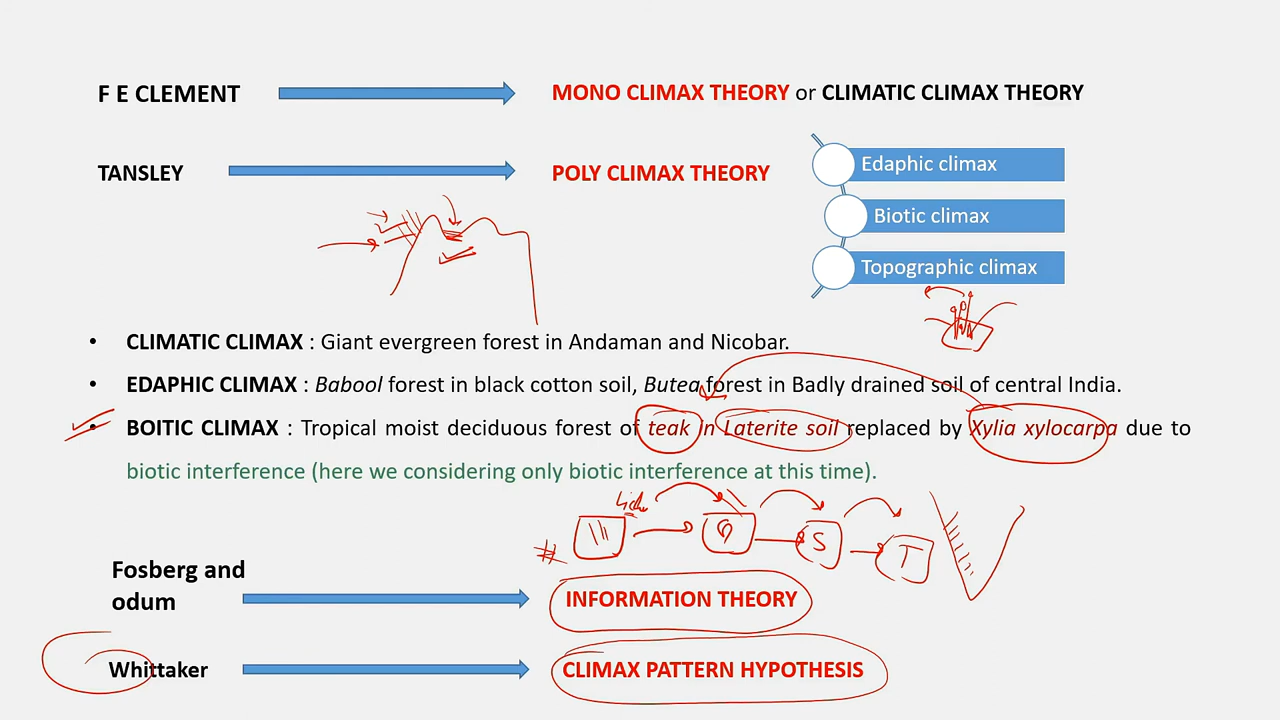 F E CLEMENT
MONO CLIMAX THEORY or CLIMATIC CLIMAX THEORY
TANSLEY
POLY CLIMAX THEORY
Edaphic climax
Biotic climax
Topographic climax
• CLIMATIC CLIMAX : Giant evergreen forest in Andaman and Nicobar.
• EDAPHIC CLIMAX : Babool forest in black cotton soil, Butea forest in Badly drained soil of central India.
• BOITIC CLIMAX : Tropical moist deciduous forest of teak in Laterite soil replaced by Xylia xylocarpa due to
biotic interference (here we considering only biotic interference at this time).
S
T
Fosberg and
odum
INFORMATION THEORY
Whittaker
CLIMAX PATTERN HYPOTHESIS